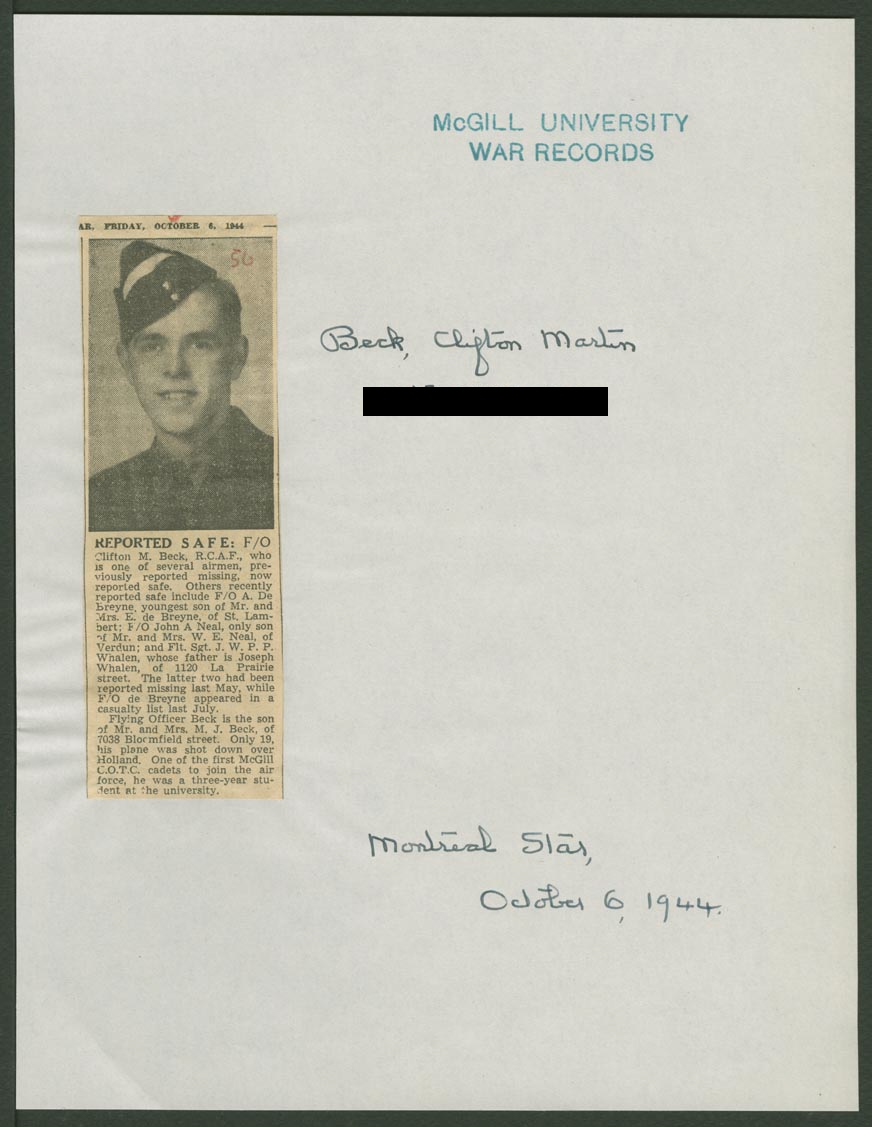 McGILL UNIVERSITY
WAR RECORDS
AR, FRIDAY, OCTOBER 6, 1944
56
Beck, Clifton Martin
REPORTED SAFE: F/O
Clifton M. Beck, R.C.A.F., who
is one of several airmen, pre-
viously reported missing, now
reported safe. Others recently
reported safe include F/O A. De
Breyne, youngest son of Mr. and
Mrs. E. de Breyne, of St. Lam-
bert; F/O John A Neal, only son
of Mr. and Mrs. W. E. Neal, of
Verdun; and Flt. Sgt. J. W. P. P.
Whalen, whose father is Joseph
Whalen, of 1120 La Prairie
street. The latter two had been
reported missing last May, while
F/O de Breyne appeared in a
casualty list last July.
Flying Officer Beck is the son
of Mr. and Mrs. M. J. Beck, of
7038 Bloomfield street. Only 19,
his plane was shot down over
Holland. One of the first McGill
C.O.T.C. cadets to join the air
force, he was a three-year stu-
dent at the university.
Montreal Star,
October 6, 1944.